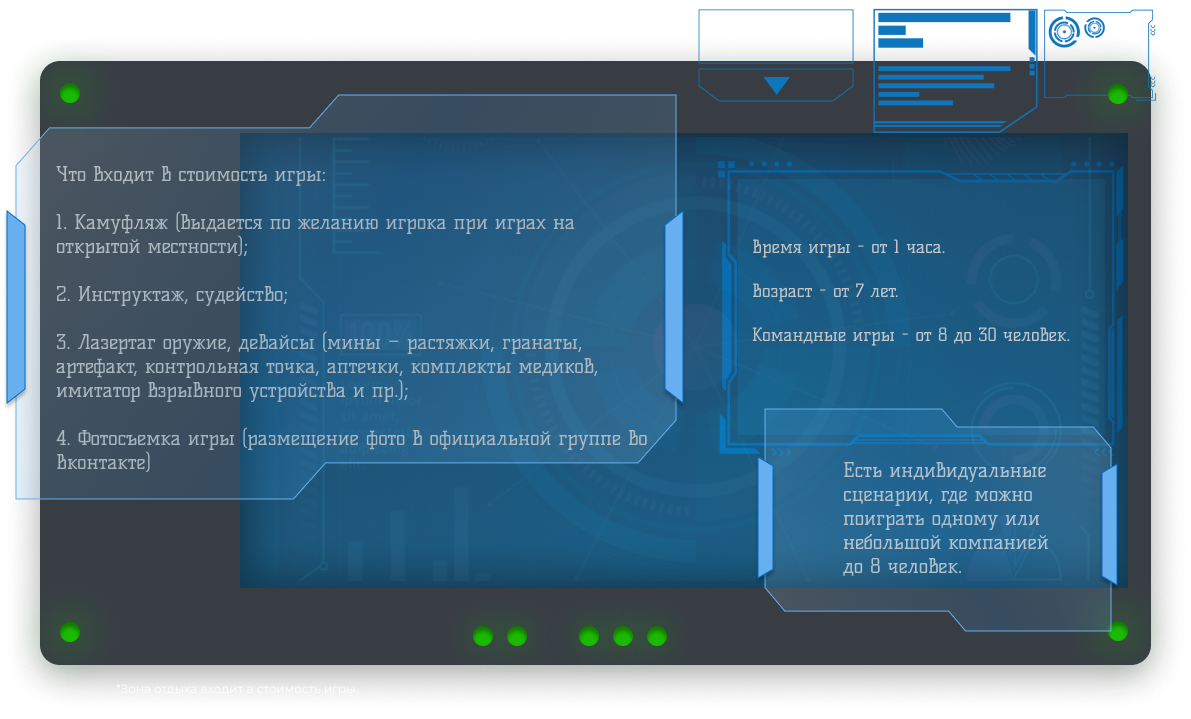 Что входит в стоимость игры:
1. Камуфляж (выдается по желанию игрока при играх на
открытой местности);
2. Инструктаж, судейство;
3. Лазертаг оружие, девайсы (мины – растяжки, гранаты,
артефакт, контрольная точка, аптечки, комплекты медиков,
имитатор взрывного устройства и пр.);
4. Фотосъемка игры (размещение фото в официальной группе во
вконтакте)
Время игры - от 1 часа.
Возраст - от 7 лет.
Командные игры - от 8 до 30 человек.
Есть индивидуальные
сценарии, где можно
поиграть одному или
небольшой компанией
до 8 человек.
*Зона отдыха входит в стоимость игры.
100%